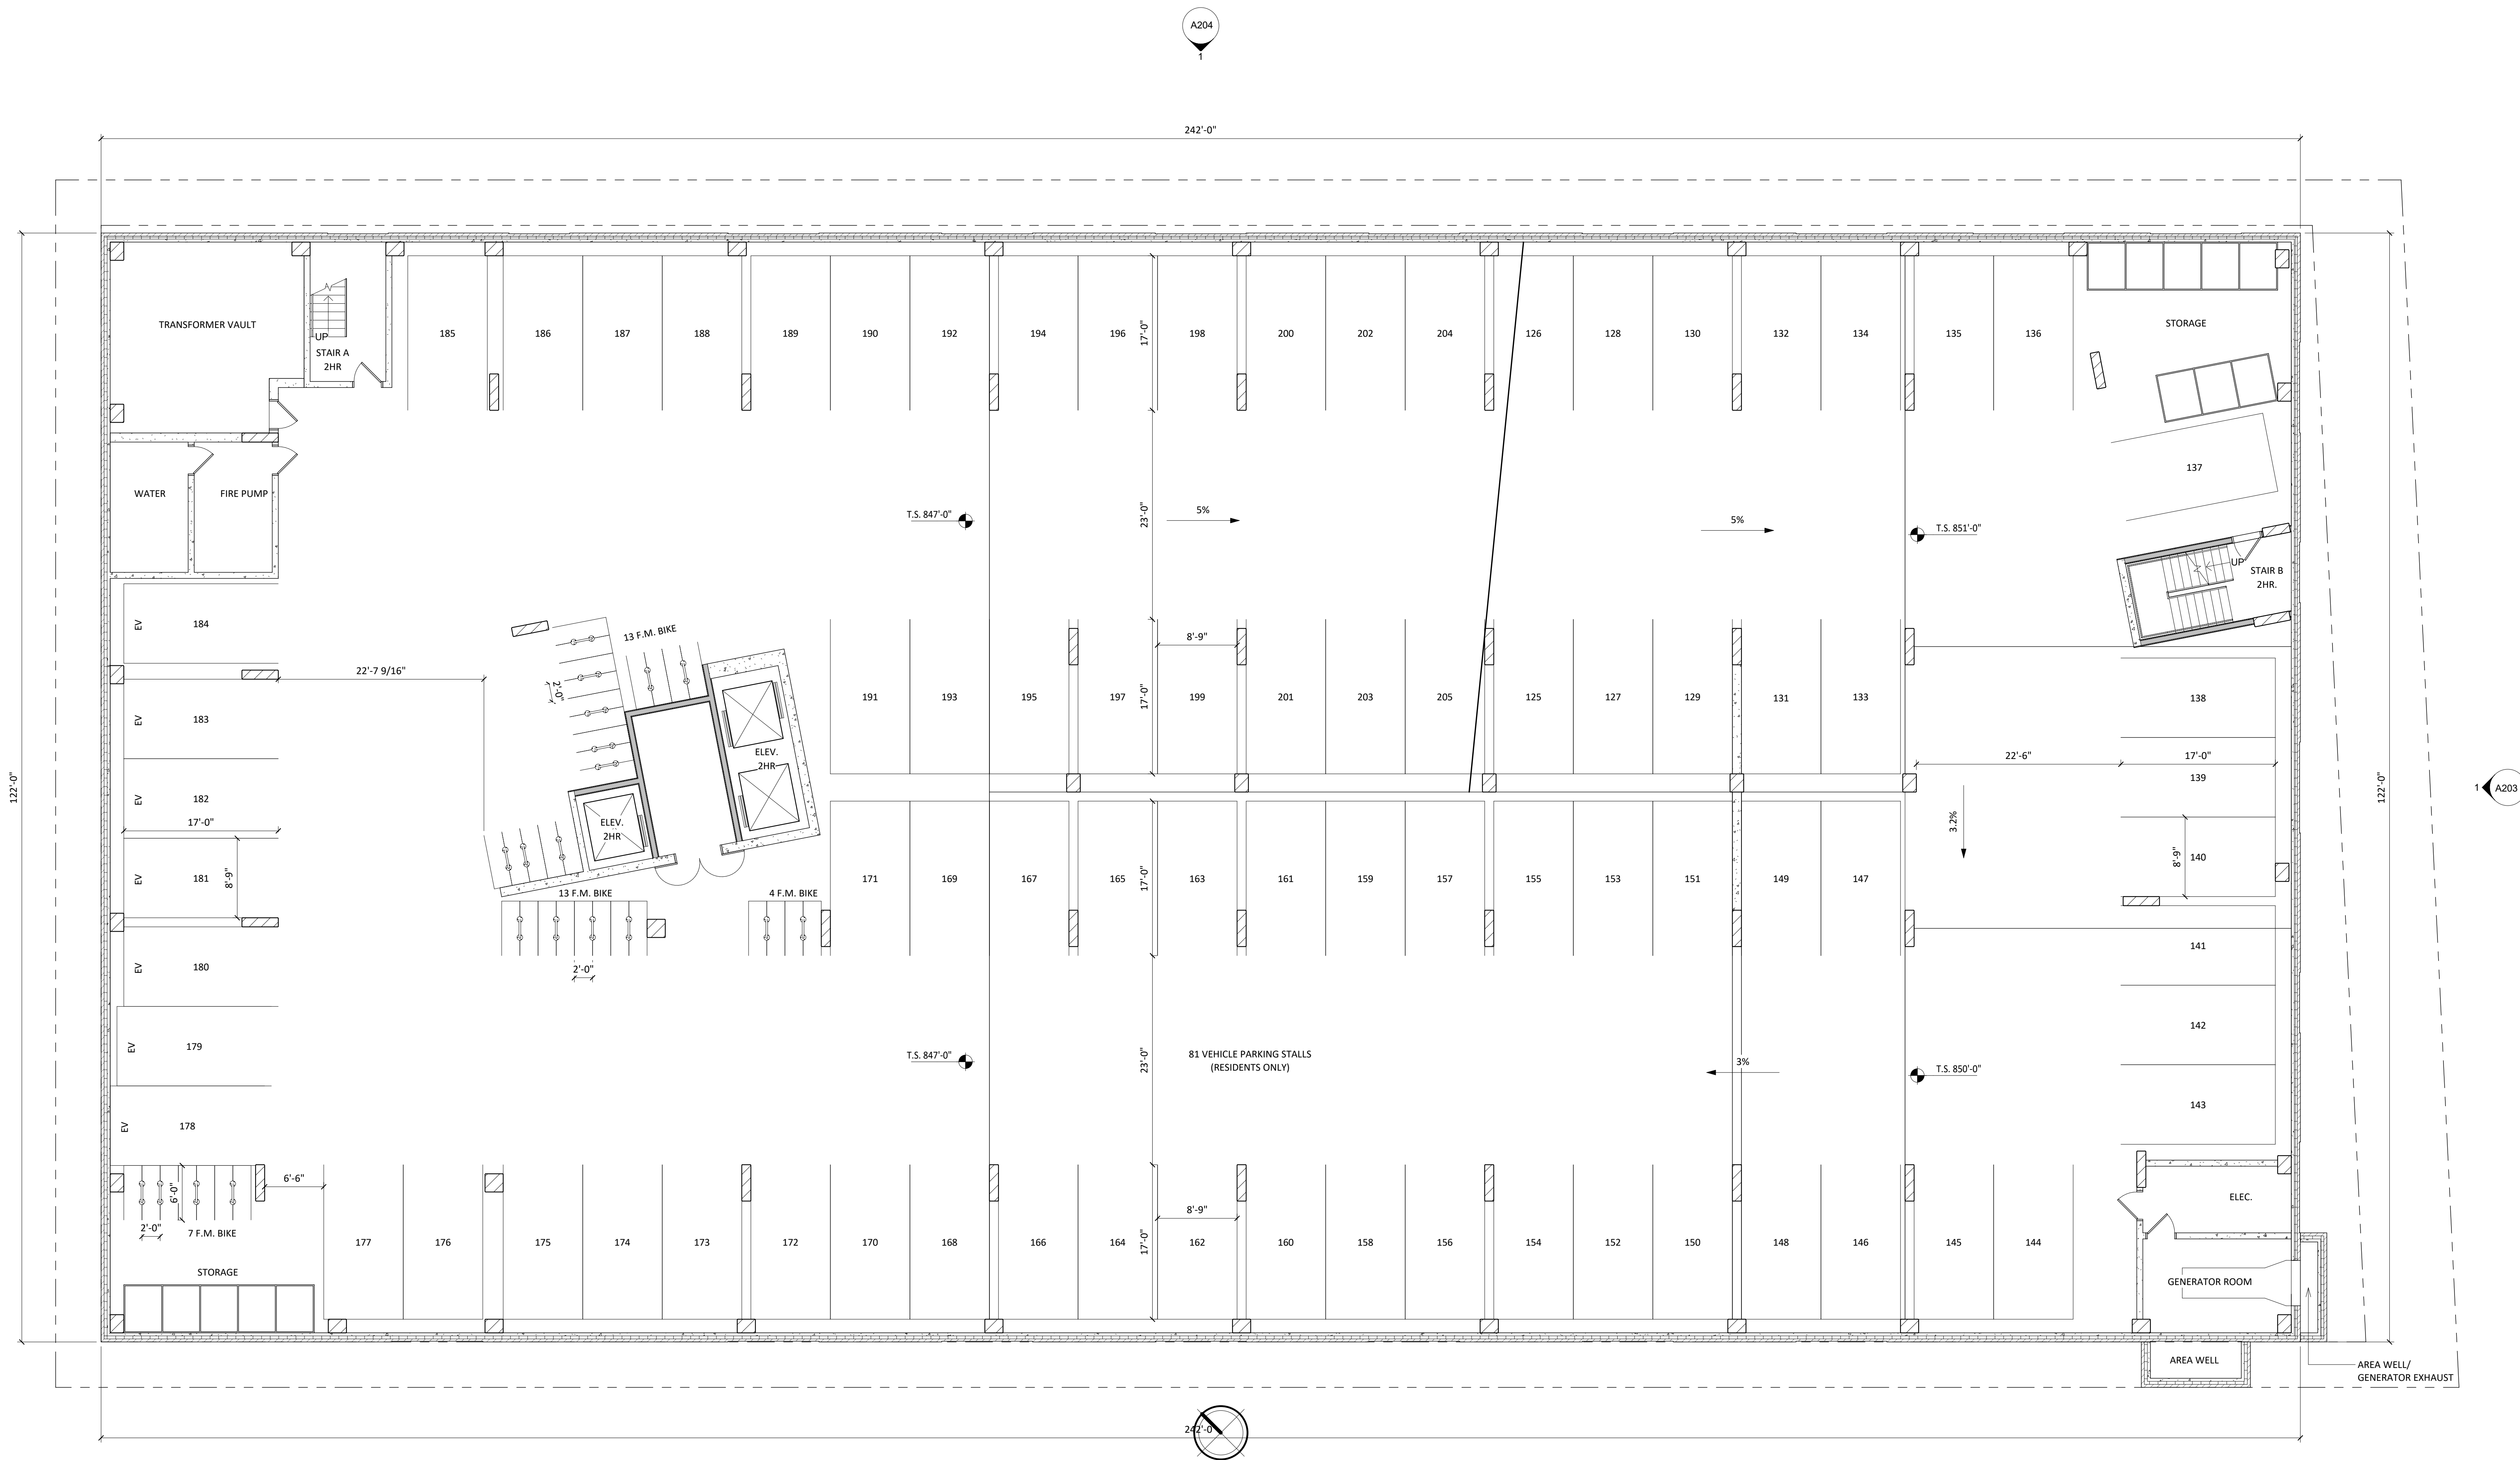 A204
1
242'-0"
TRANSFORMER VAULT
UP
STAIR A
2HR
185
186
187
188
189
190
192
194
196
17'-0"
198
200
202
204
126
128
130
132
134
135
136
STORAGE
137
WATER
FIRE PUMP
T.S. 847'-0"
23'-0"
5%
5%
T.S. 851'-0"
UP
STAIR B
2HR.
EV
184
13 F.M. BIKE
8'-9"
22'-7 9/16"
2'-0"
191
193
195
197
17'-0"
199
201
203
205
125
127
129
131
133
138
EV
183
ELEV.
2HR
22'-6"
17'-0"
139
122'-0"
122'-0"
1
A203
EV
182
17'-0"
ELEV.
2HR
3.2%
EV
181
8'-9"
13 F.M. BIKE
4 F.M. BIKE
171
169
167
165
17'-0"
163
161
159
157
155
153
151
149
147
8'-9"
140
141
EV
180
2'-0"
142
EV
179
T.S. 847'-0"
23'-0"
81 VEHICLE PARKING STALLS
(RESIDENTS ONLY)
3%
T.S. 850'-0"
143
EV
178
6'-6"
6'-0"
2'-0"
7 F.M. BIKE
8'-9"
ELEC.
177
176
175
174
173
172
170
168
166
164
17'-0"
162
160
158
156
154
152
150
148
146
145
144
STORAGE
GENERATOR ROOM
AREA WELL
AREA WELL/
GENERATOR EXHAUST
242'-0